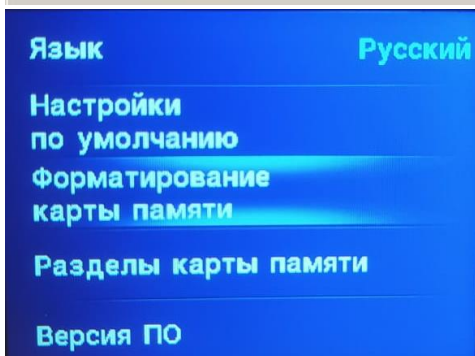 Язык Русский
Настройки
по умолчанию
Форматирование
карты памяти
Разделы карты памяти
Версия ПО